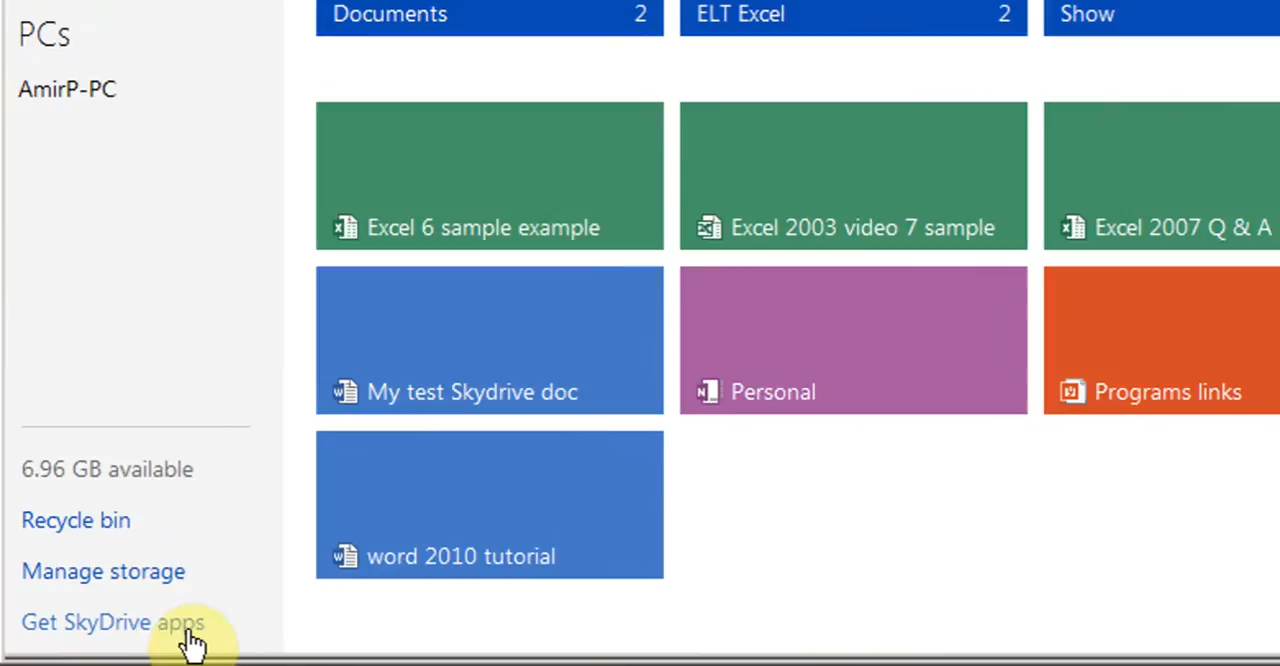 PCs
AmirP-PC
6.96 GB available
Recycle bin
Manage storage
Get SkyDrive apps
Documents 2
ELT Excel 2
Show
Excel 6 sample example
Excel 2003 video 7 sample
Excel 2007 Q & A
My test Skydrive doc
Personal
Programs links
word 2010 tutorial